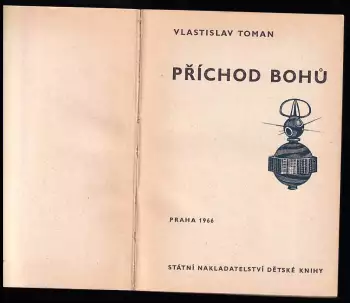 VLASTISLAV TOMAN
PŘÍCHOD BOHŮ
PRAHA 1966
STÁTNÍ NAKLADATELSTVÍ DĚTSKÉ KNIHY